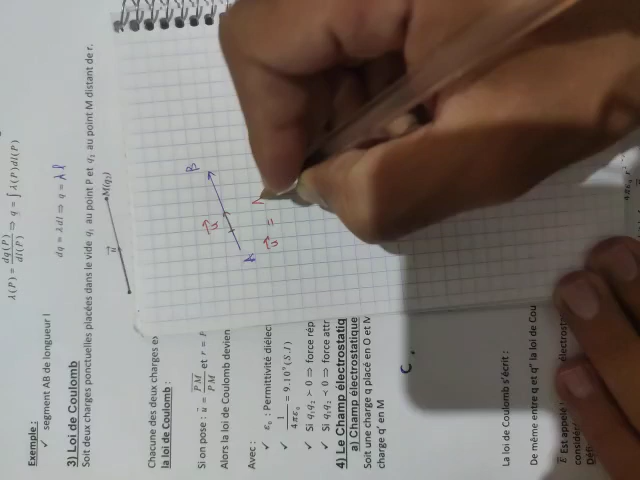 λ(P) = dq(P)/dl(P) ⇒ q = ∫ λ(P)dl(P)
Exemple :
✓ segment AB de longueur l
dq = λ dl ⇒ q = λ l
3) Loi de Coulomb
Soit deux charges ponctuelles placées dans le vide q₁ au point P et q₂ au point M distant de r.
u⃗ M(q₂)
Chacune des deux charges ex
la loi de Coulomb :
Si on pose : u⃗ = PM⃗/PM et r = P
Alors la loi de Coulomb devien
Avec :
✓ ε₀ : Permittivité diélec
✓ 1/4πε₀ = 9.10⁹(S.I)
✓ Si q₁q₂ > 0 ⇒ force rép
✓ Si q₁q₂ < 0 ⇒ force attr
4) Le Champ électrostatiq
a) Champ électrostatique
Soit une charge q placé en O et M
charge q' en M
La loi de Coulomb s'écrit :
De même entre q et q'' la loi de Cou
E⃗ Est appelé
électrost
considér
B
u⃗
A
u⃗ =